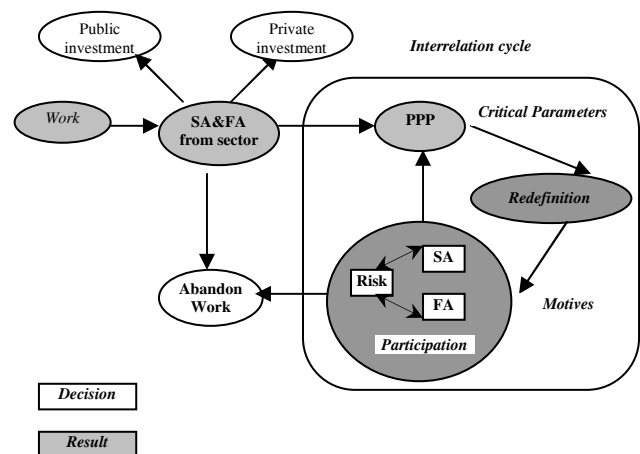 Public
investment
Private
investment
Interrelation cycle
Work
SA&FA
from sector
PPP
Critical Parameters
Redefinition
SA
Risk
FA
Abandon
Work
Motives
Participation
Decision
Result